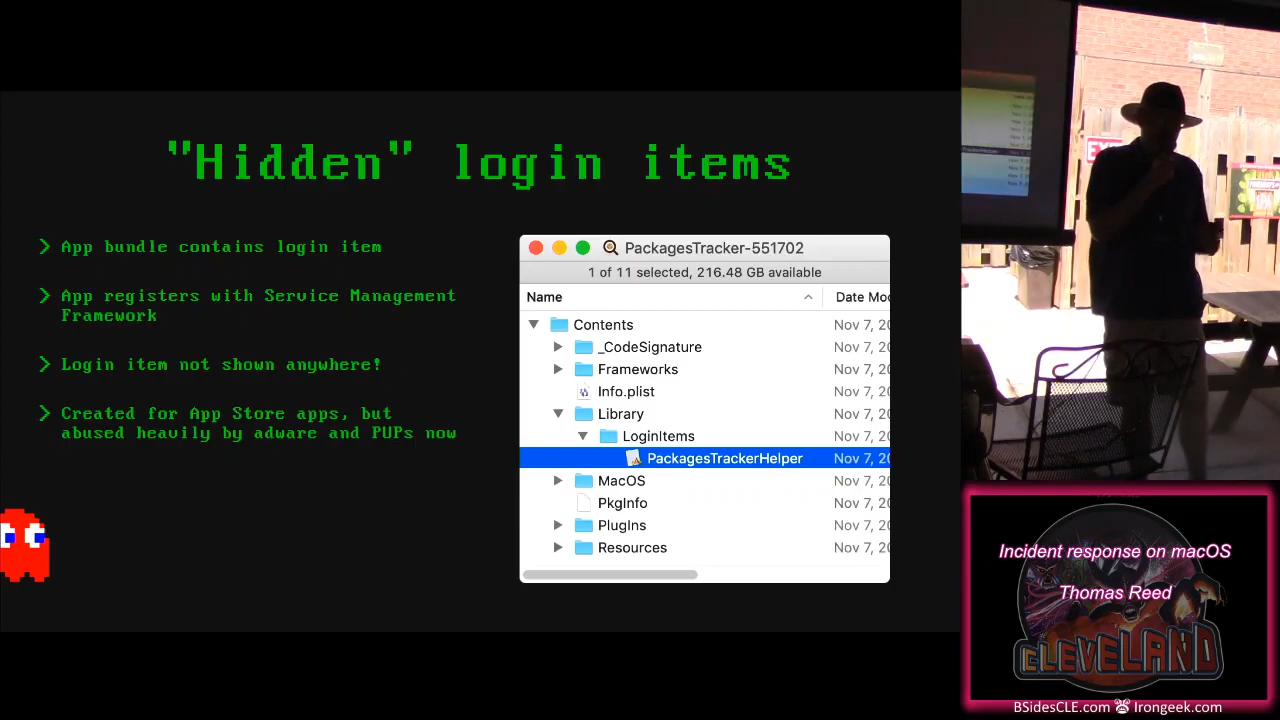 "Hidden" login items
> App bundle contains login item
> App registers with Service Management
Framework
> Login item not shown anywhere!
> Created for App Store apps, but
abused heavily by adware and PUPs now
PackagesTracker-551702
1 of 11 selected, 216.48 GB available
Name Date Moc
Contents Nov 7, 20
_CodeSignature Nov 7, 20
Frameworks Nov 7, 20
Info.plist Nov 7, 20
Library Nov 7, 20
LoginItems Nov 7, 20
PackagesTrackerHelper Nov 7, 20
MacOS Nov 7, 20
PkgInfo Nov 7, 20
PlugIns Nov 7, 20
Resources Nov 7, 20
Incident response on macOS
Thomas Reed
CLEVELAND
BSidesCLE.com Irongeek.com